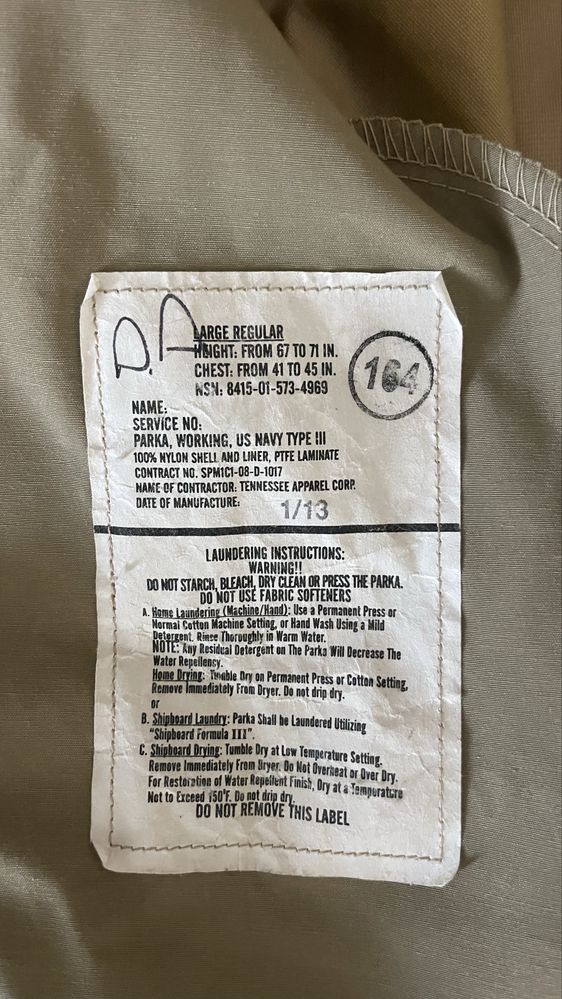 D.A
LARGE REGULAR
HEIGHT: FROM 67 TO 71 IN.
CHEST: FROM 41 TO 45 IN.
NSN: 8415-01-573-4969
164
NAME:
SERVICE NO:
PARKA, WORKING, US NAVY TYPE III
100% NYLON SHELL AND LINER, PTFE LAMINATE
CONTRACT NO. SPM1C1-08-D-1017
NAME OF CONTRACTOR: TENNESSEE APPAREL CORP.
DATE OF MANUFACTURE: 1/13
LAUNDERING INSTRUCTIONS:
WARNING!!
DO NOT STARCH, BLEACH, DRY CLEAN OR PRESS THE PARKA.
DO NOT USE FABRIC SOFTENERS
A. Home Laundering (Machine/Hand): Use a Permanent Press or
Normal Cotton Machine Setting, or Hand Wash Using a Mild
Detergent. Rinse Thoroughly in Warm Water.
NOTE: Any Residual Detergent on The Parka Will Decrease The
Water Repellency.
Home Drying: Tumble Dry on Permanent Press or Cotton Setting,
Remove Immediately From Dryer. Do not drip dry.
or
B. Shipboard Laundry: Parka Shall be Laundered Utilizing
"Shipboard Formula III".
C. Shipboard Drying: Tumble Dry at Low Temperature Setting.
Remove Immediately From Dryer. Do Not Overheat or Over Dry.
For Restoration of Water Repellent Finish, Dry at a Temperature
Not to Exceed 150°F. Do not drip dry.
DO NOT REMOVE THIS LABEL